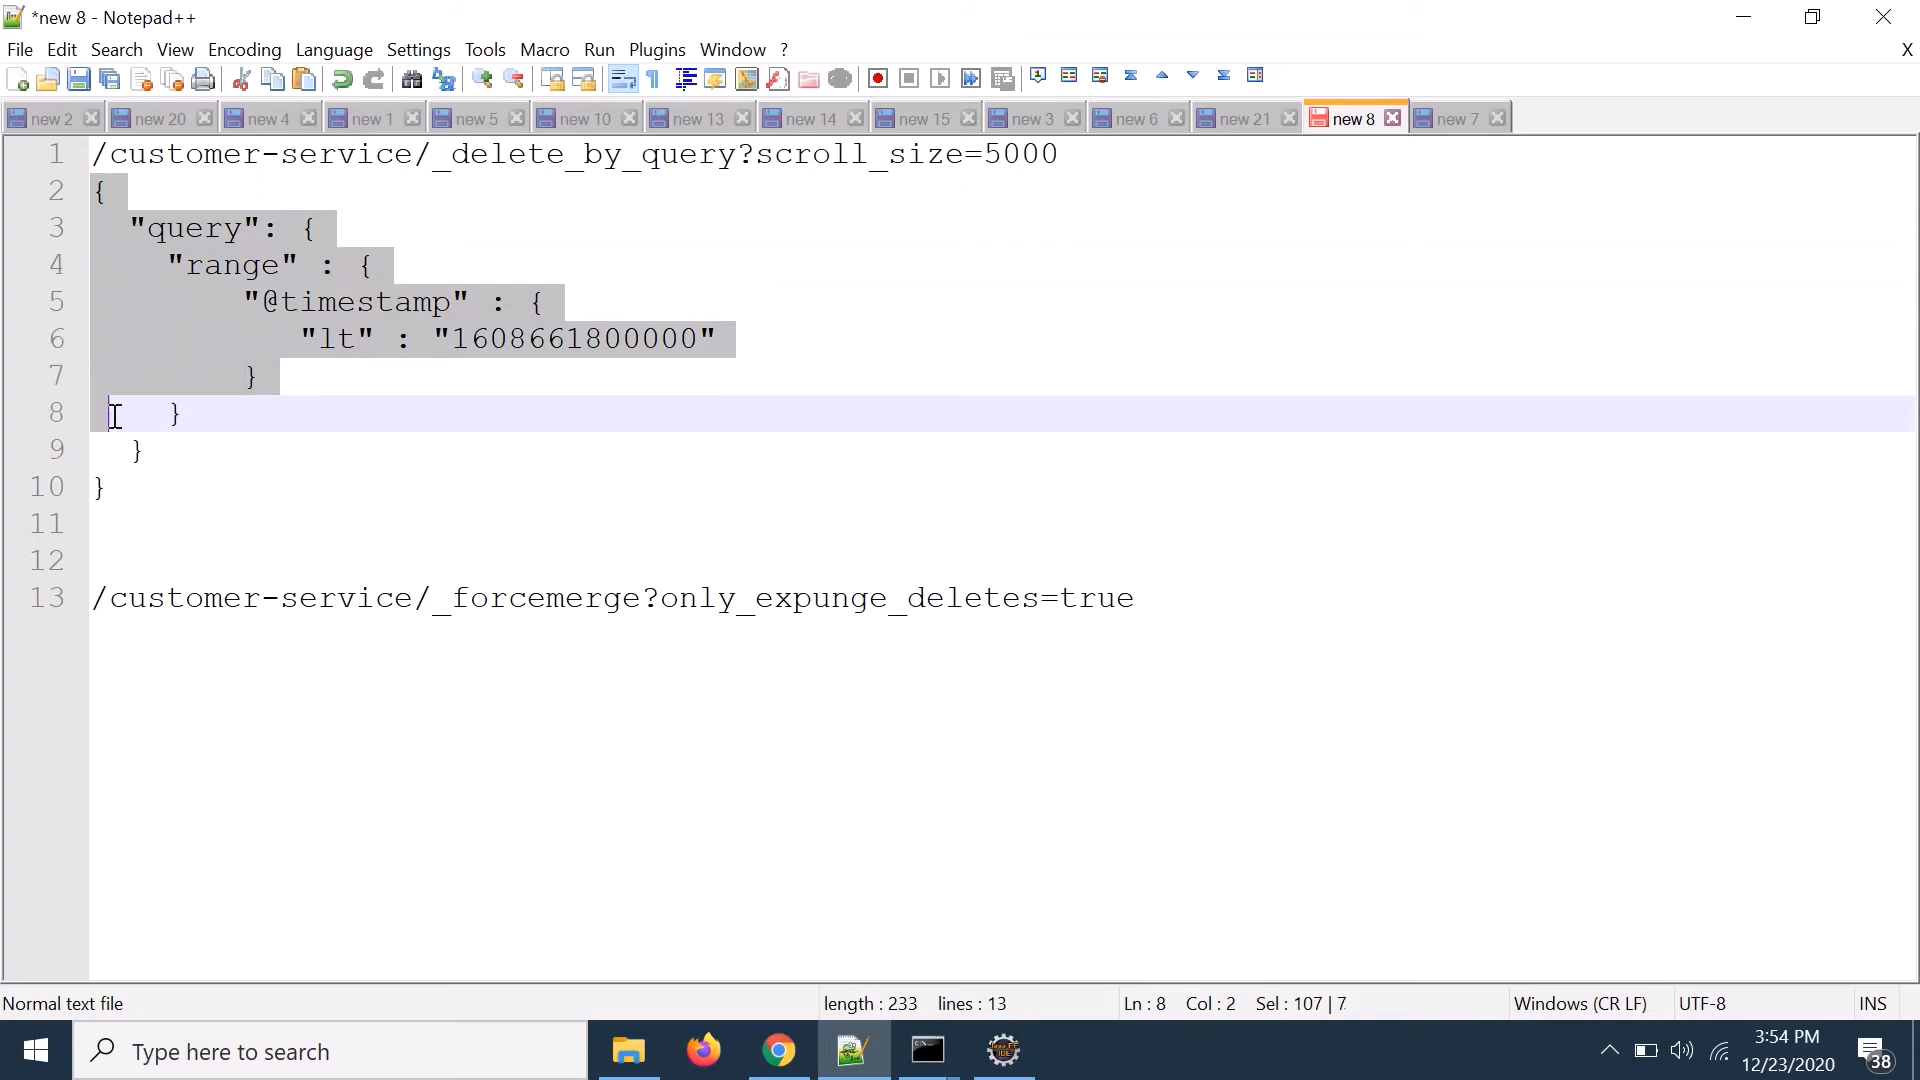 *new 8 - Notepad++
File Edit Search View Encoding Language Settings Tools Macro Run Plugins Window ? X
new 2 new 20 new 4 new 1 new 5 new 10 new 13 new 14 new 15 new 3 new 6 new 21 new 8 new 7
1 /customer-service/_delete_by_query?scroll_size=5000
2 {
3 "query": {
4 "range" : {
5 "@timestamp" : {
6 "lt" : "1608661800000"
7 }
8 }
9 }
10 }
11
12
13 /customer-service/_forcemerge?only_expunge_deletes=true
Normal text file length : 233 lines : 13 Ln : 8 Col : 2 Sel : 107 | 7 Windows (CR LF) UTF-8 INS
Type here to search
3:54 PM
12/23/2020
38